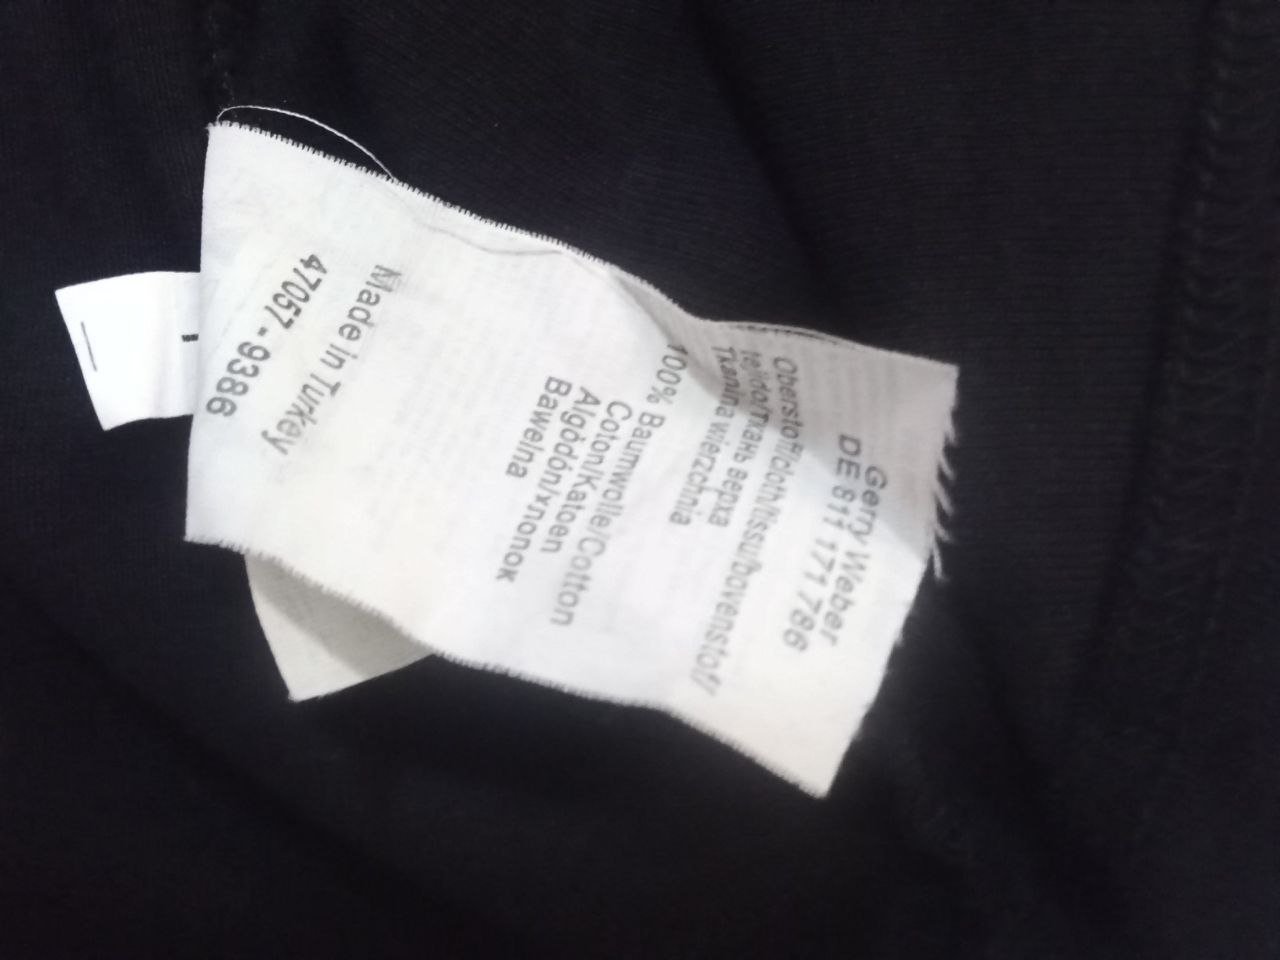 Gerry Weber
DE 811 171 786
Oberstoff/cloth/tissu/bovenstof/
tejido/ткань верха
Tkanina wierzchnia
100% Baumwolle/Cotton
Coton/Katoen
Algodón/хлопок
Bawelna
Made in Turkey
47057 - 9386